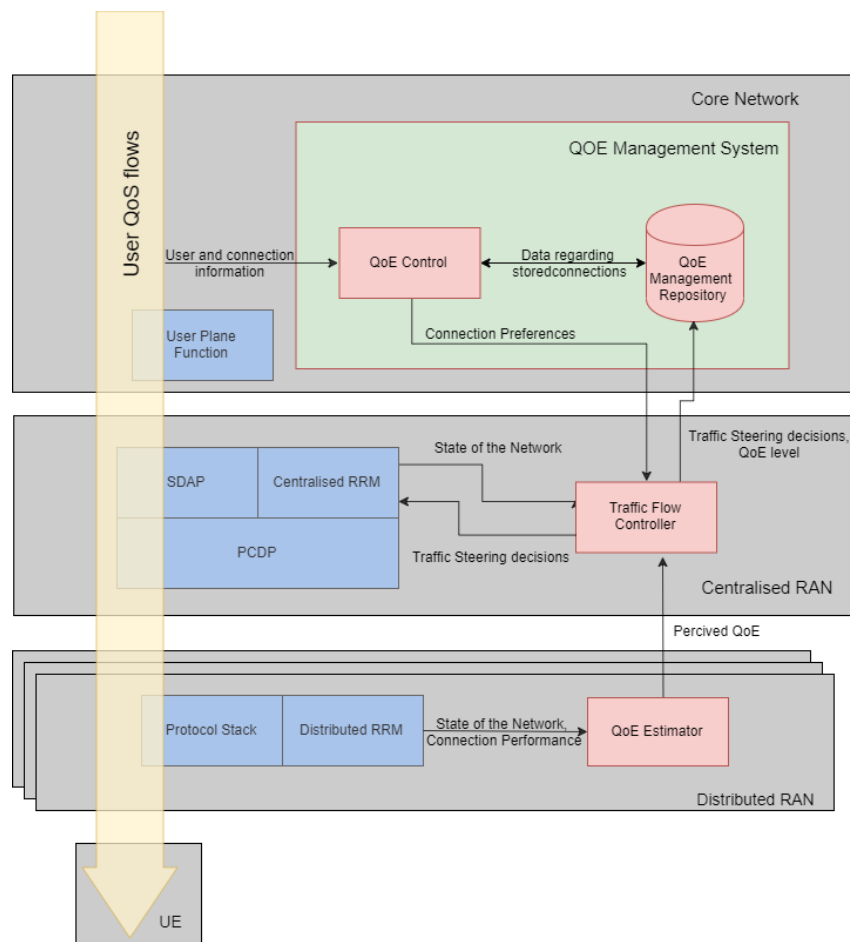 User QoS flows
Core Network
QOE Management System
User and connection
information
QoE Control
Data regarding
storedconnections
QoE
Management
Repository
User Plane
Function
Connection Preferences
Traffic Steering decisions,
QoE level
State of the Network
SDAP
Centralised RRM
Traffic Flow
Controller
PCDP
Traffic Steering decisions
Centralised RAN
Percived QoE
Protocol Stack
Distributed RRM
State of the Network,
Connection Performance
QoE Estimator
Distributed RAN
UE